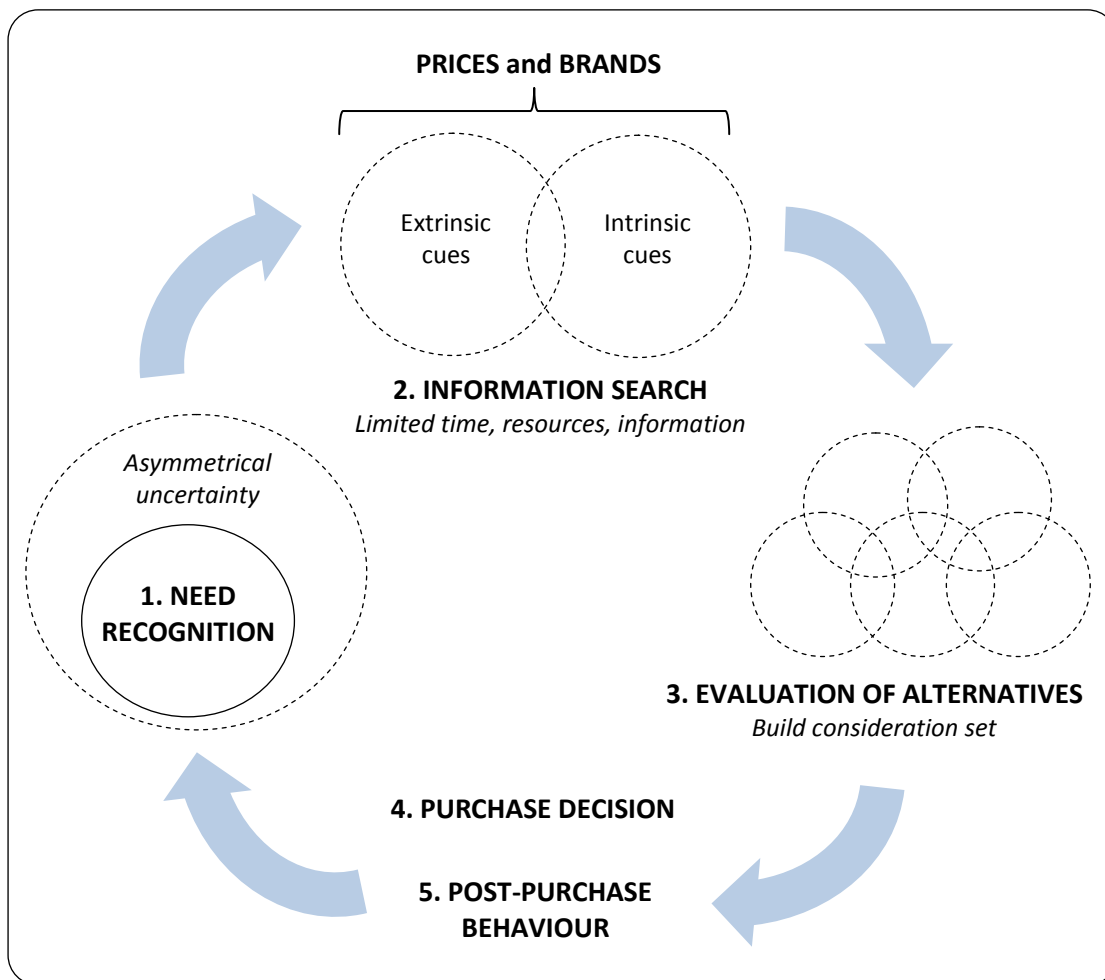 PRICES and BRANDS
Extrinsic
cues
Intrinsic
cues
2. INFORMATION SEARCH
Limited time, resources, information
Asymmetrical
uncertainty
1. NEED
RECOGNITION
3. EVALUATION OF ALTERNATIVES
Build consideration set
4. PURCHASE DECISION
5. POST-PURCHASE
BEHAVIOUR